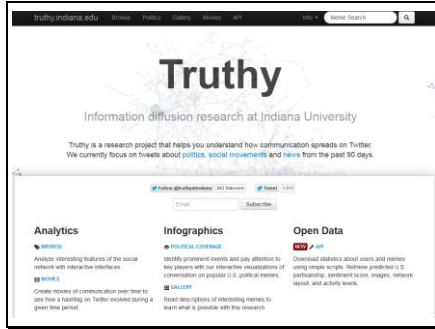 truthy.indiana.edu Browse Politics Gallery Movies API Info Meme Search
Truthy
Information diffusion research at Indiana University
Truthy is a research project that helps you understand how communication spreads on Twitter.
We currently focus on tweets about politics, social movements and news from the past 90 days.
Follow @truthyatindiana followers Tweet
Email Subscribe
Analytics
BROWSE
Analyze interesting features of the social
network with interactive interfaces.
MOVIES
Create movies of communication over time to
see how a hashtag on Twitter evolved during a
given time period.
Infographics
POLITICAL COVERAGE
Identify prominent events and pay attention to
key players with our interactive visualizations of
conversation on popular U.S. political memes.
GALLERY
Read descriptions of interesting memes to
learn what is possible with this research
Open Data
NEW API
Download statistics about users and memes
using simple scripts. Retrieve predicted U.S.
partisanship, sentiment score, images, network
layout, and activity levels.